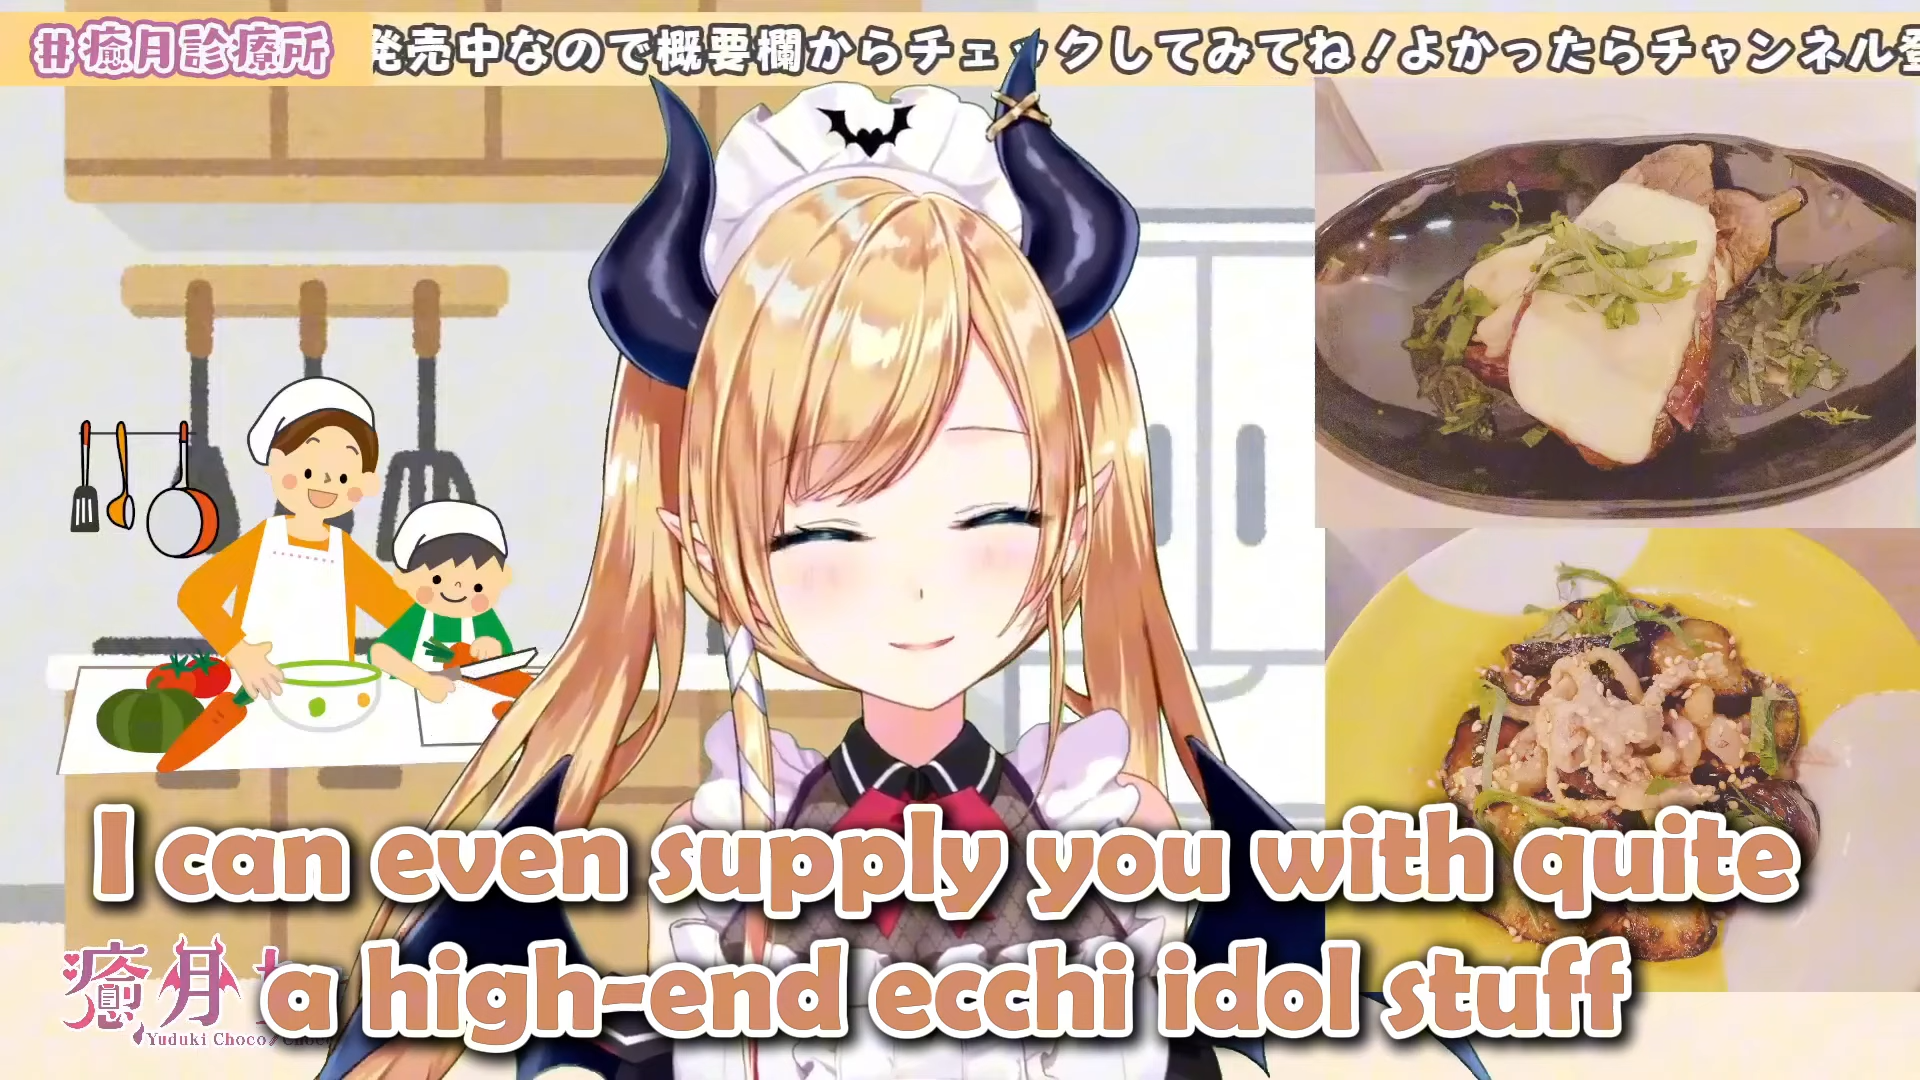 #癒月診療所
発売中なので概要欄からチェックしてみてね!よかったらチャンネル登
I can even supply you with quite
a high-end ecchi idol stuff
癒月
Yuduki Choco/Choco